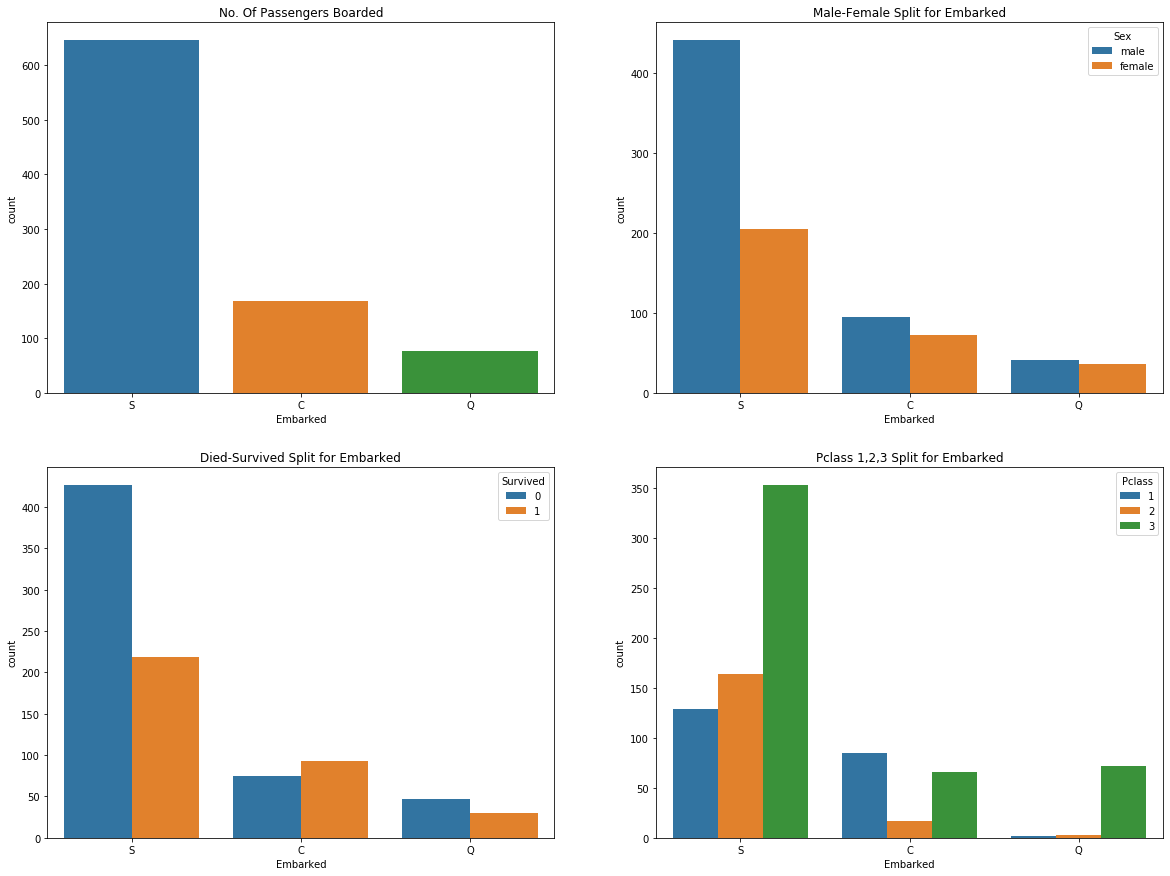 No. Of Passengers Boarded
600
500
400
300
200
100
0
count
S C Q
Embarked
Male-Female Split for Embarked
Sex
male
female
400
300
200
100
0
count
S C Q
Embarked
Died-Survived Split for Embarked
Survived
0
1
400
350
300
250
200
150
100
50
0
count
S C Q
Embarked
Pclass 1,2,3 Split for Embarked
Pclass
1
2
3
350
300
250
200
150
100
50
0
count
S C Q
Embarked